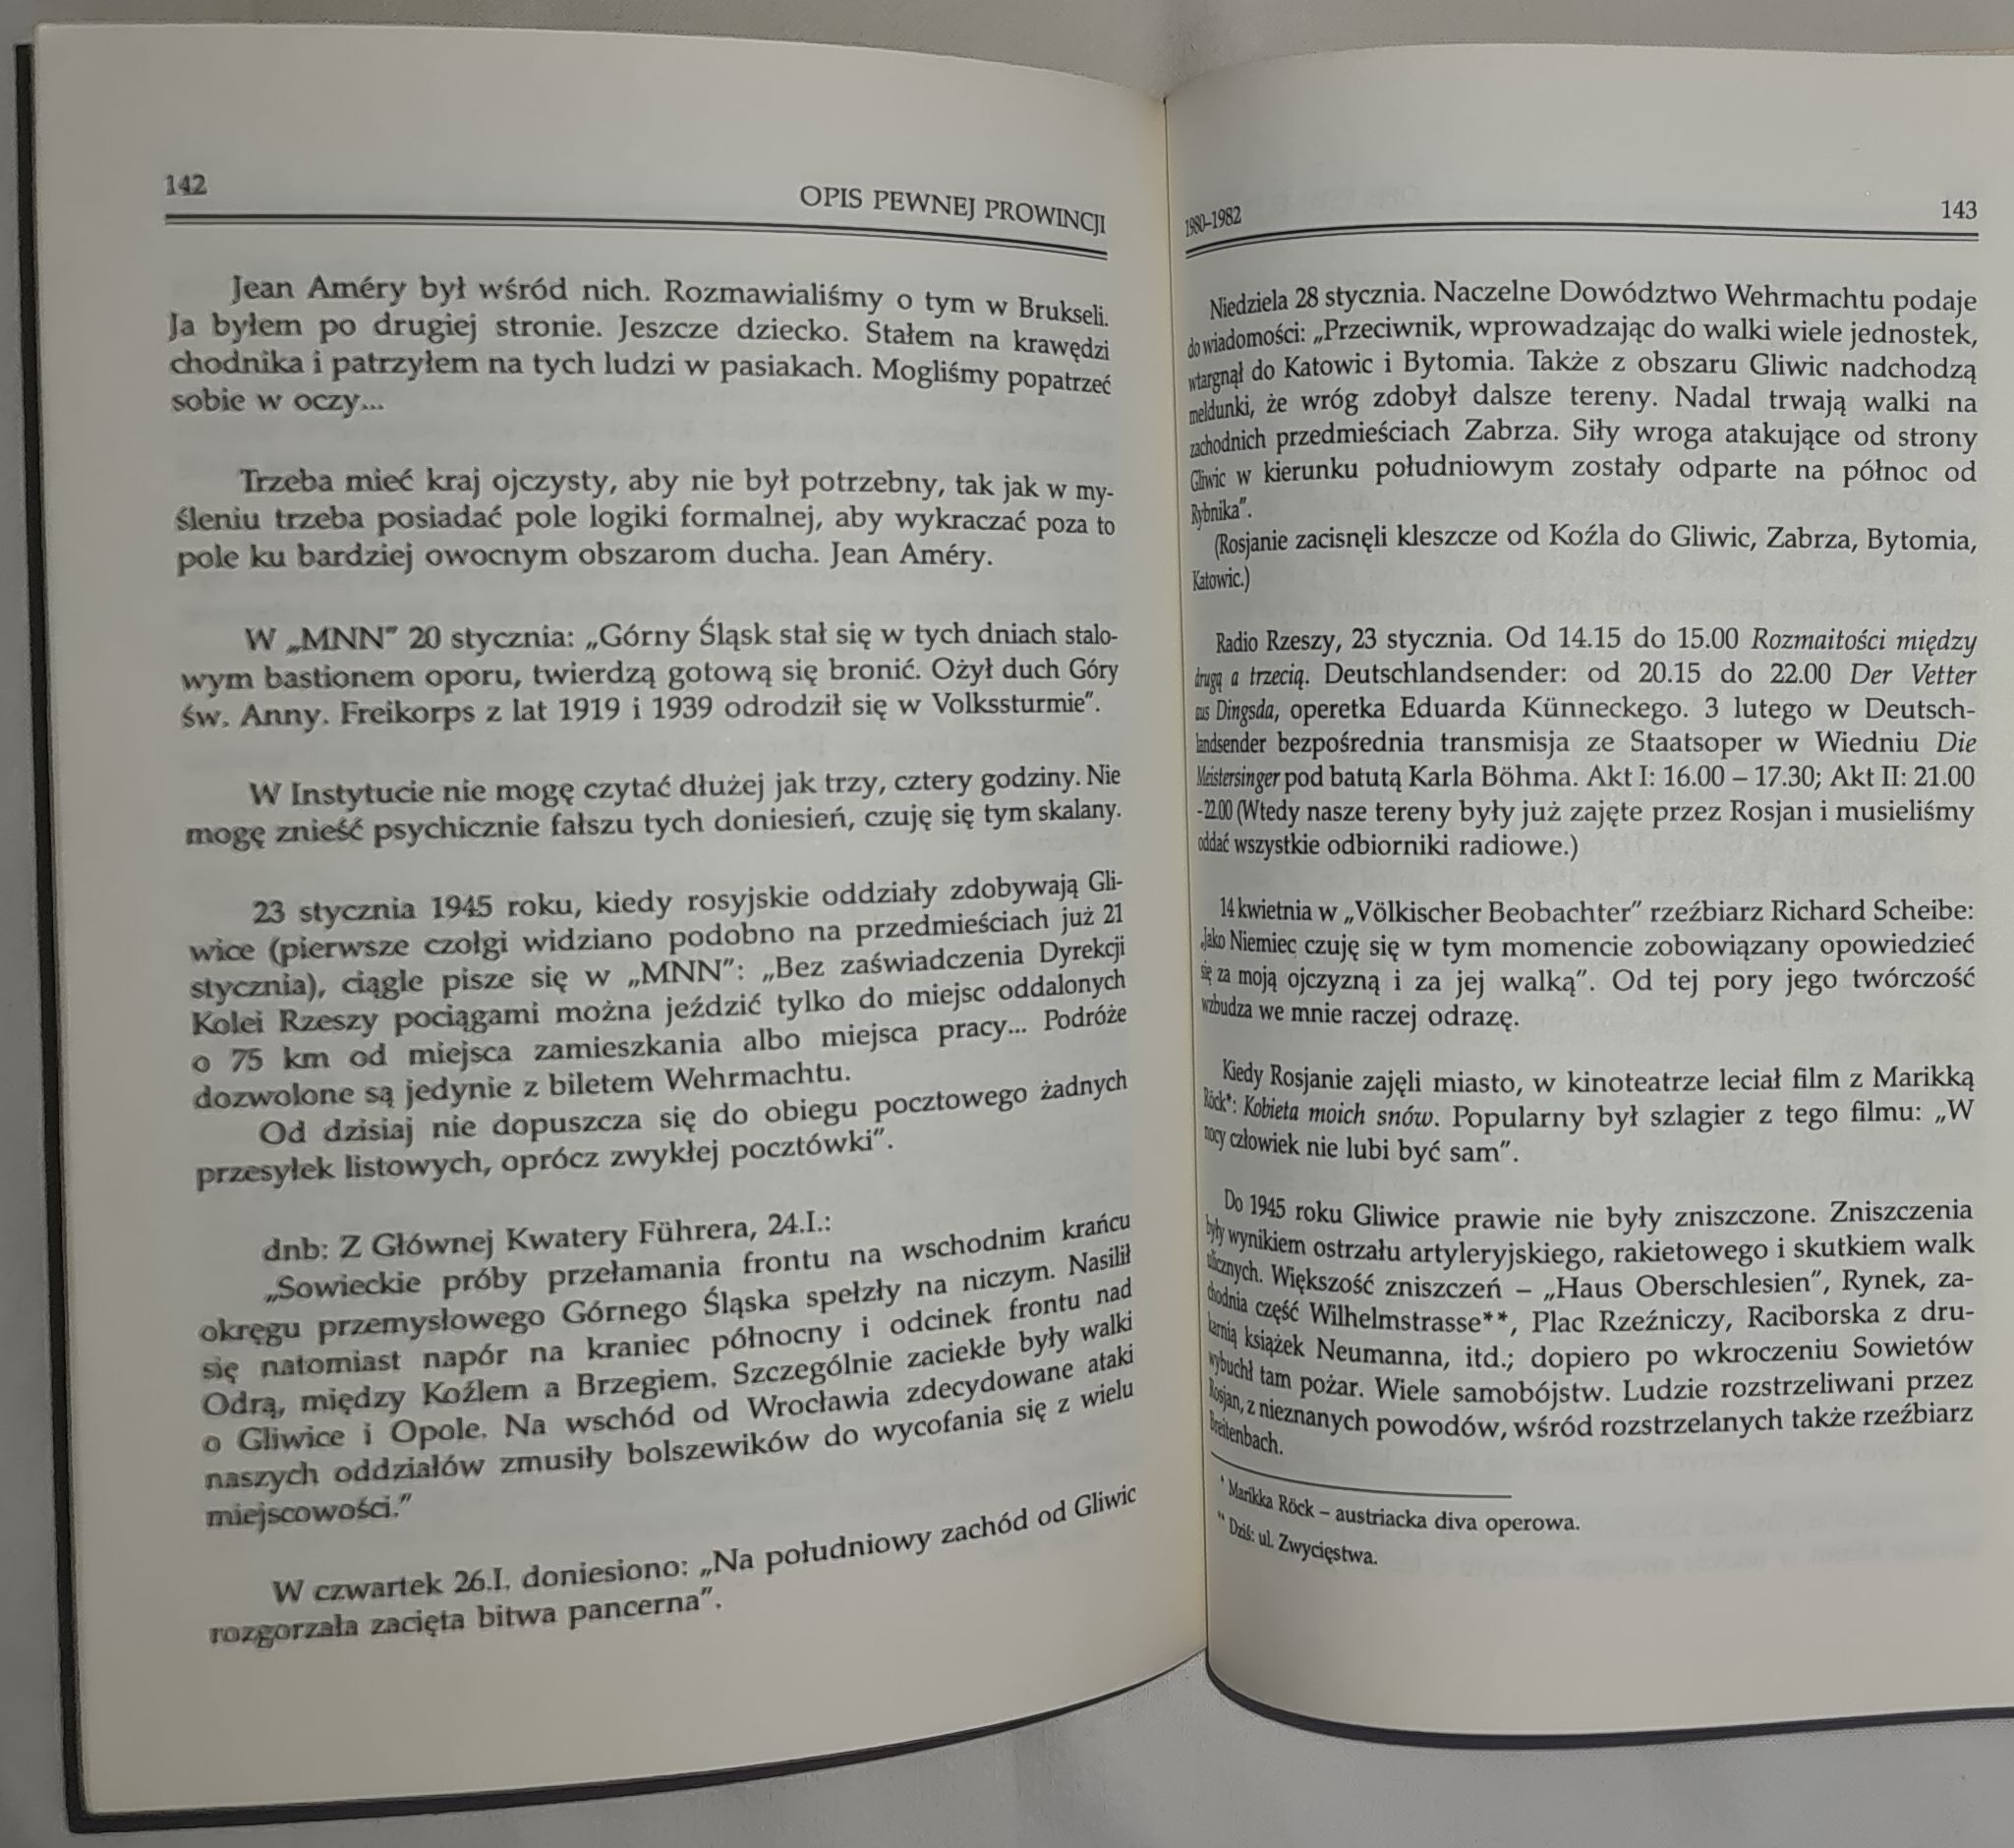 142
OPIS PEWNEJ PROWINCJI
Jean Améry był wśród nich. Rozmawialiśmy o tym w Brukseli.
Ja byłem po drugiej stronie. Jeszcze dziecko. Stałem na krawędzi
chodnika i patrzyłem na tych ludzi w pasiakach. Mogliśmy popatrzeć
sobie w oczy...
Trzeba mieć kraj ojczysty, aby nie był potrzebny, tak jak w my-
śleniu trzeba posiadać pole logiki formalnej, aby wykraczać poza to
pole ku bardziej owocnym obszarom ducha. Jean Améry.
W „MNN” 20 stycznia: „Górny Śląsk stał się w tych dniach stalo-
wym bastionem oporu, twierdzą gotową się bronić. Ożył duch Góry
św. Anny. Freikorps z lat 1919 i 1939 odrodził się w Volkssturmie”.
W Instytucie nie mogę czytać dłużej jak trzy, cztery godziny. Nie
mogę znieść psychicznie fałszu tych doniesień, czuję się tym skalany.
23 stycznia 1945 roku, kiedy rosyjskie oddziały zdobywają Gli-
wice (pierwsze czołgi widziano podobno na przedmieściach już 21
stycznia), ciągle pisze się w „MNN”: „Bez zaświadczenia Dyrekcji
Kolei Rzeszy pociągami można jeździć tylko do miejsc oddalonych
o 75 km od miejsca zamieszkania albo miejsca pracy... Podróże
dozwolone są jedynie z biletem Wehrmachtu.
Od dzisiaj nie dopuszcza się do obiegu pocztowego żadnych
przesyłek listowych, oprócz zwykłej pocztówki”.
dnb: Z Głównej Kwatery Führera, 24.I.:
„Sowieckie próby przełamania frontu na wschodnim krańcu
okręgu przemysłowego Górnego Śląska spełzły na niczym. Nasilił
się natomiast napór na kraniec północny i odcinek frontu nad
Odrą, między Koźlem a Brzegiem. Szczególnie zaciekłe były walki
o Gliwice i Opole. Na wschód od Wrocławia zdecydowane ataki
naszych oddziałów zmusiły bolszewików do wycofania się z wielu
miejscowości.”
W czwartek 26.I. doniesiono: „Na południowy zachód od Gliwic
rozgorzała zacięta bitwa pancerna”.
1980–1982
143
Niedziela 28 stycznia. Naczelne Dowództwo Wehrmachtu podaje
do wiadomości: „Przeciwnik, wprowadzając do walki wiele jednostek,
wtargnął do Katowic i Bytomia. Także z obszaru Gliwic nadchodzą
meldunki, że wróg zdobył dalsze tereny. Nadal trwają walki na
zachodnich przedmieściach Zabrza. Siły wroga atakujące od strony
Gliwic w kierunku południowym zostały odparte na północ od
Rybnika”.
(Rosjanie zacisnęli kleszcze od Koźla do Gliwic, Zabrza, Bytomia,
Katowic.)
Radio Rzeszy, 23 stycznia. Od 14.15 do 15.00 Rozmaitości między
drugą a trzecią. Deutschlandsender: od 20.15 do 22.00 Der Vetter
aus Dingsda, operetka Eduarda Künneckego. 3 lutego w Deutsch-
landsender bezpośrednia transmisja ze Staatsoper w Wiedniu Die
Meistersinger pod batutą Karla Böhma. Akt I: 16.00 – 17.30; Akt II: 21.00
-22.00 (Wtedy nasze tereny były już zajęte przez Rosjan i musieliśmy
oddać wszystkie odbiorniki radiowe.)
14 kwietnia w „Völkischer Beobachter” rzeźbiarz Richard Scheibe:
„Jako Niemiec czuję się w tym momencie zobowiązany opowiedzieć
się za moją ojczyzną i za jej walką”. Od tej pory jego twórczość
wzbudza we mnie raczej odrazę.
Kiedy Rosjanie zajęli miasto, w kinoteatrze leciał film z Marikką
Röck*: Kobieta moich snów. Popularny był szlagier z tego filmu: „W
nocy człowiek nie lubi być sam”.
Do 1945 roku Gliwice prawie nie były zniszczone. Zniszczenia
były wynikiem ostrzału artyleryjskiego, rakietowego i skutkiem walk
ulicznych. Większość zniszczeń – „Haus Oberschlesien”, Rynek, za-
chodnia część Wilhelmstrasse**, Plac Rzeźniczy, Raciborska z dru-
karnią książek Neumanna, itd.; dopiero po wkroczeniu Sowietów
wybuchł tam pożar. Wiele samobójstw. Ludzie rozstrzeliwani przez
Rosjan, z nieznanych powodów, wśród rozstrzelanych także rzeźbiarz
Breitenbach.
* Marikka Röck – austriacka diva operowa.
** Dziś: ul. Zwycięstwa.